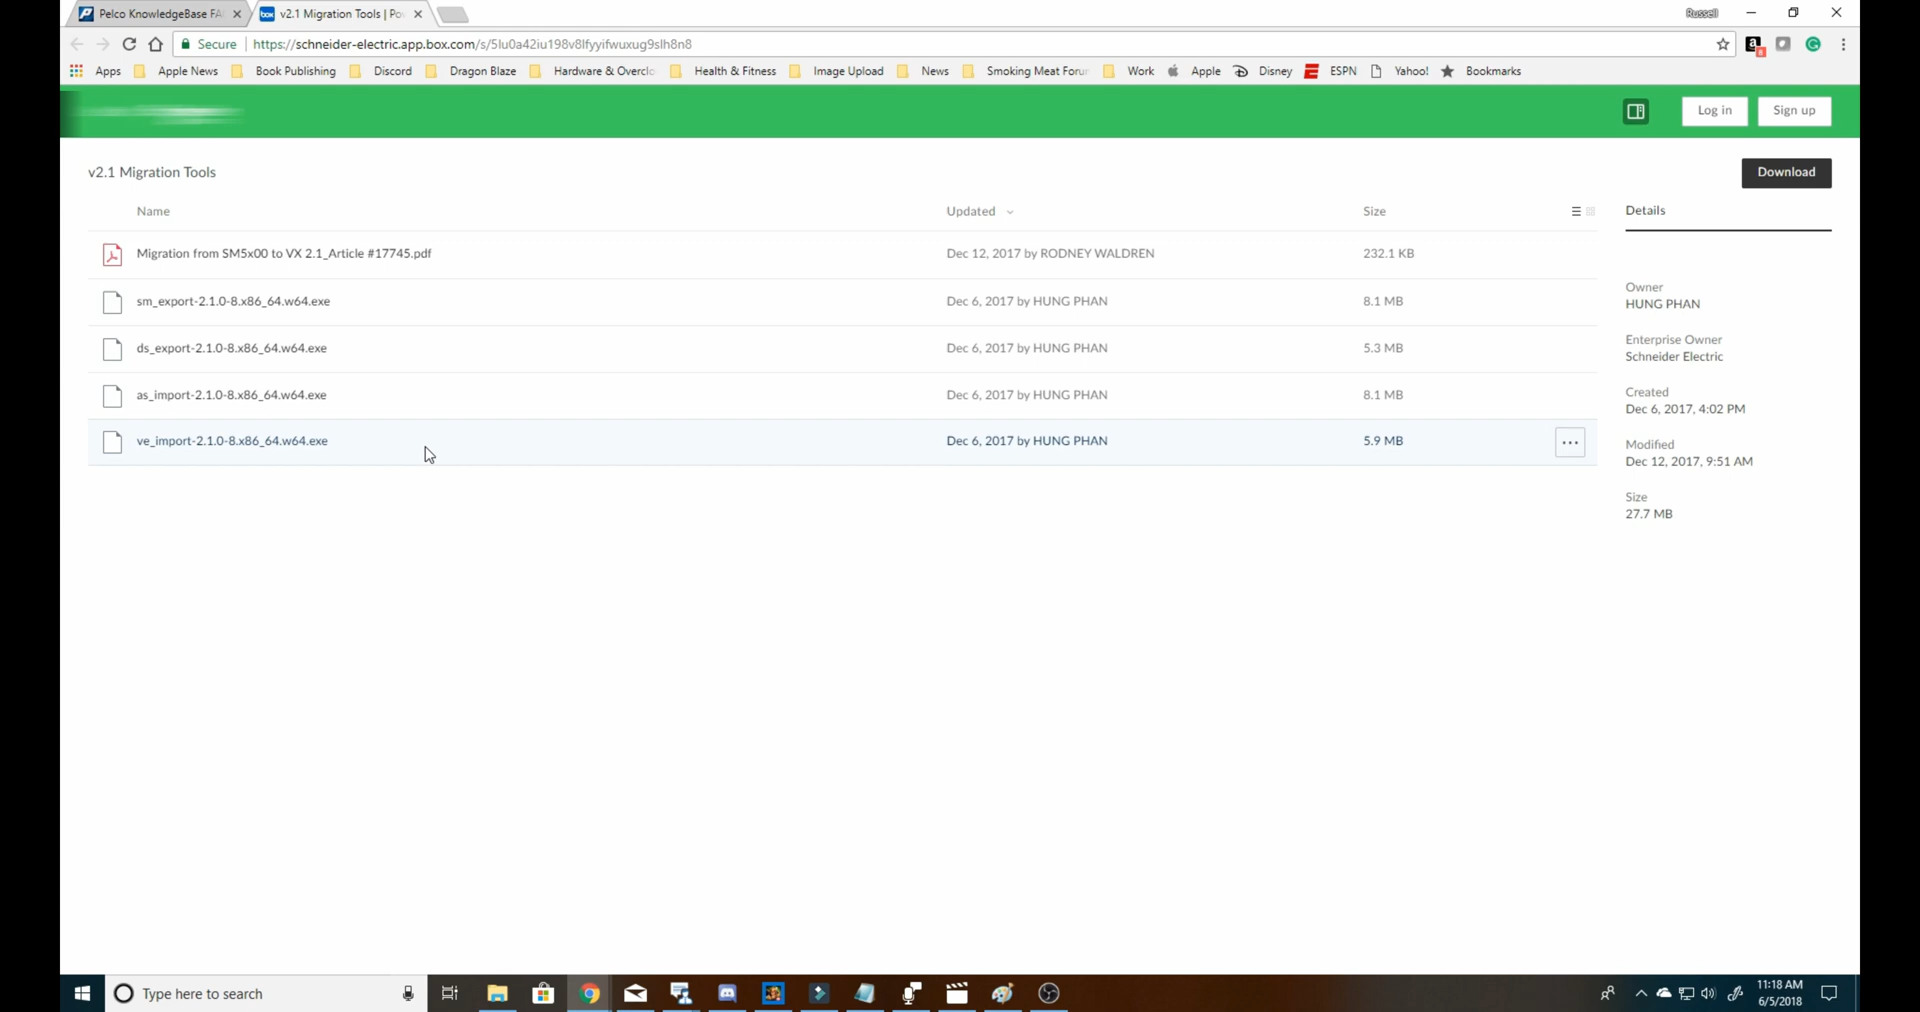 Pelco KnowledgeBase FA
v2.1 Migration Tools | Po
Russell
Secure
https://schneider-electric.app.box.com/s/5lu0a42iu198v8lfyyifwuxug9slh8n8
Apps Apple News Book Publishing Discord Dragon Blaze Hardware & Overclo Health & Fitness Image Upload News Smoking Meat Foru Work Apple Disney ESPN Yahoo! Bookmarks
Log in Sign up
v2.1 Migration Tools
Download
Name Updated Size
Details
Migration from SM5x00 to VX 2.1_Article #17745.pdf Dec 12, 2017 by RODNEY WALDREN 232.1 KB
sm_export-2.1.0-8.x86_64.w64.exe Dec 6, 2017 by HUNG PHAN 8.1 MB
ds_export-2.1.0-8.x86_64.w64.exe Dec 6, 2017 by HUNG PHAN 5.3 MB
as_import-2.1.0-8.x86_64.w64.exe Dec 6, 2017 by HUNG PHAN 8.1 MB
ve_import-2.1.0-8.x86_64.w64.exe Dec 6, 2017 by HUNG PHAN 5.9 MB
Owner
HUNG PHAN
Enterprise Owner
Schneider Electric
Created
Dec 6, 2017, 4:02 PM
Modified
Dec 12, 2017, 9:51 AM
Size
27.7 MB
Type here to search
11:18 AM
6/5/2018